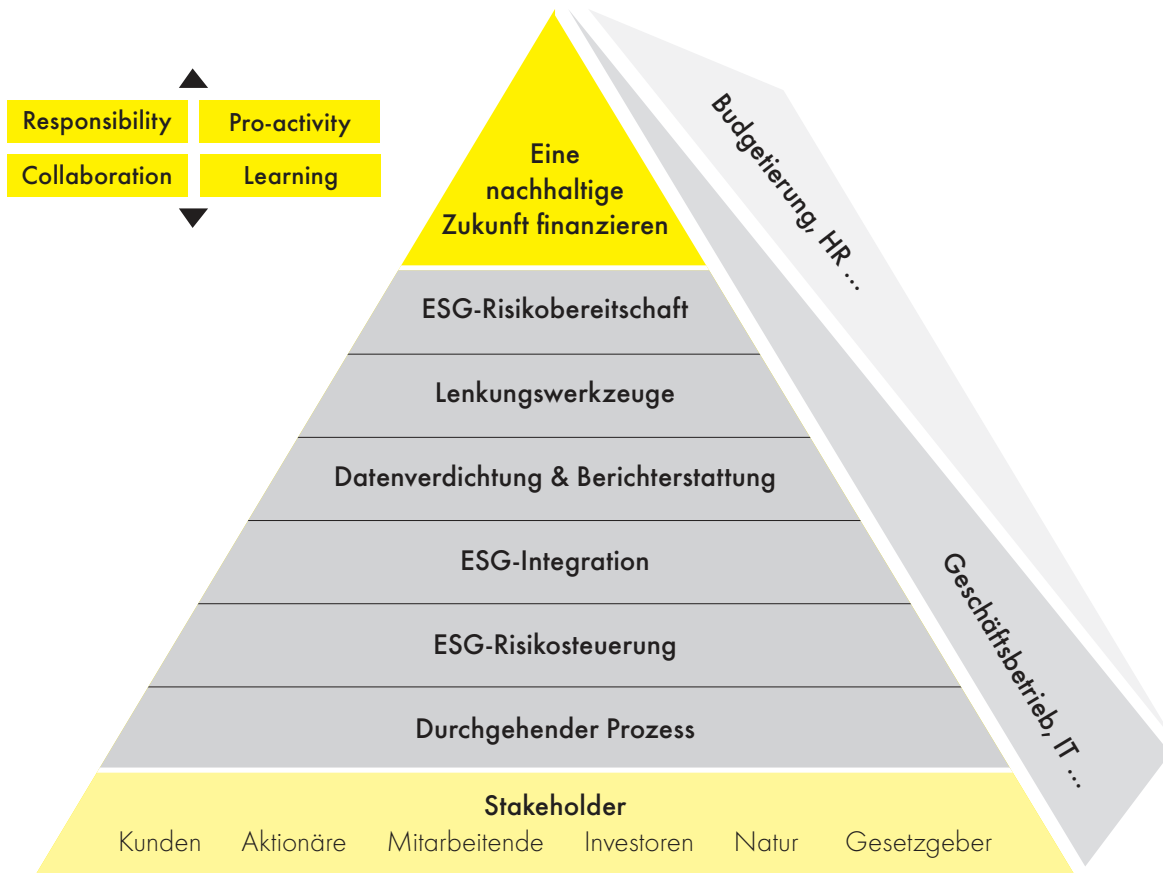 Responsibility
Pro-activity
Collaboration
Learning
Eine
nachhaltige
Zukunft finanzieren
ESG-Risikobereitschaft
Lenkungswerkzeuge
Datenverdichtung & Berichterstattung
ESG-Integration
ESG-Risikosteuerung
Durchgehender Prozess
Stakeholder
Kunden Aktionäre Mitarbeitende Investoren Natur Gesetzgeber
Budgetierung, HR ...
Geschäftsbetrieb, IT ...